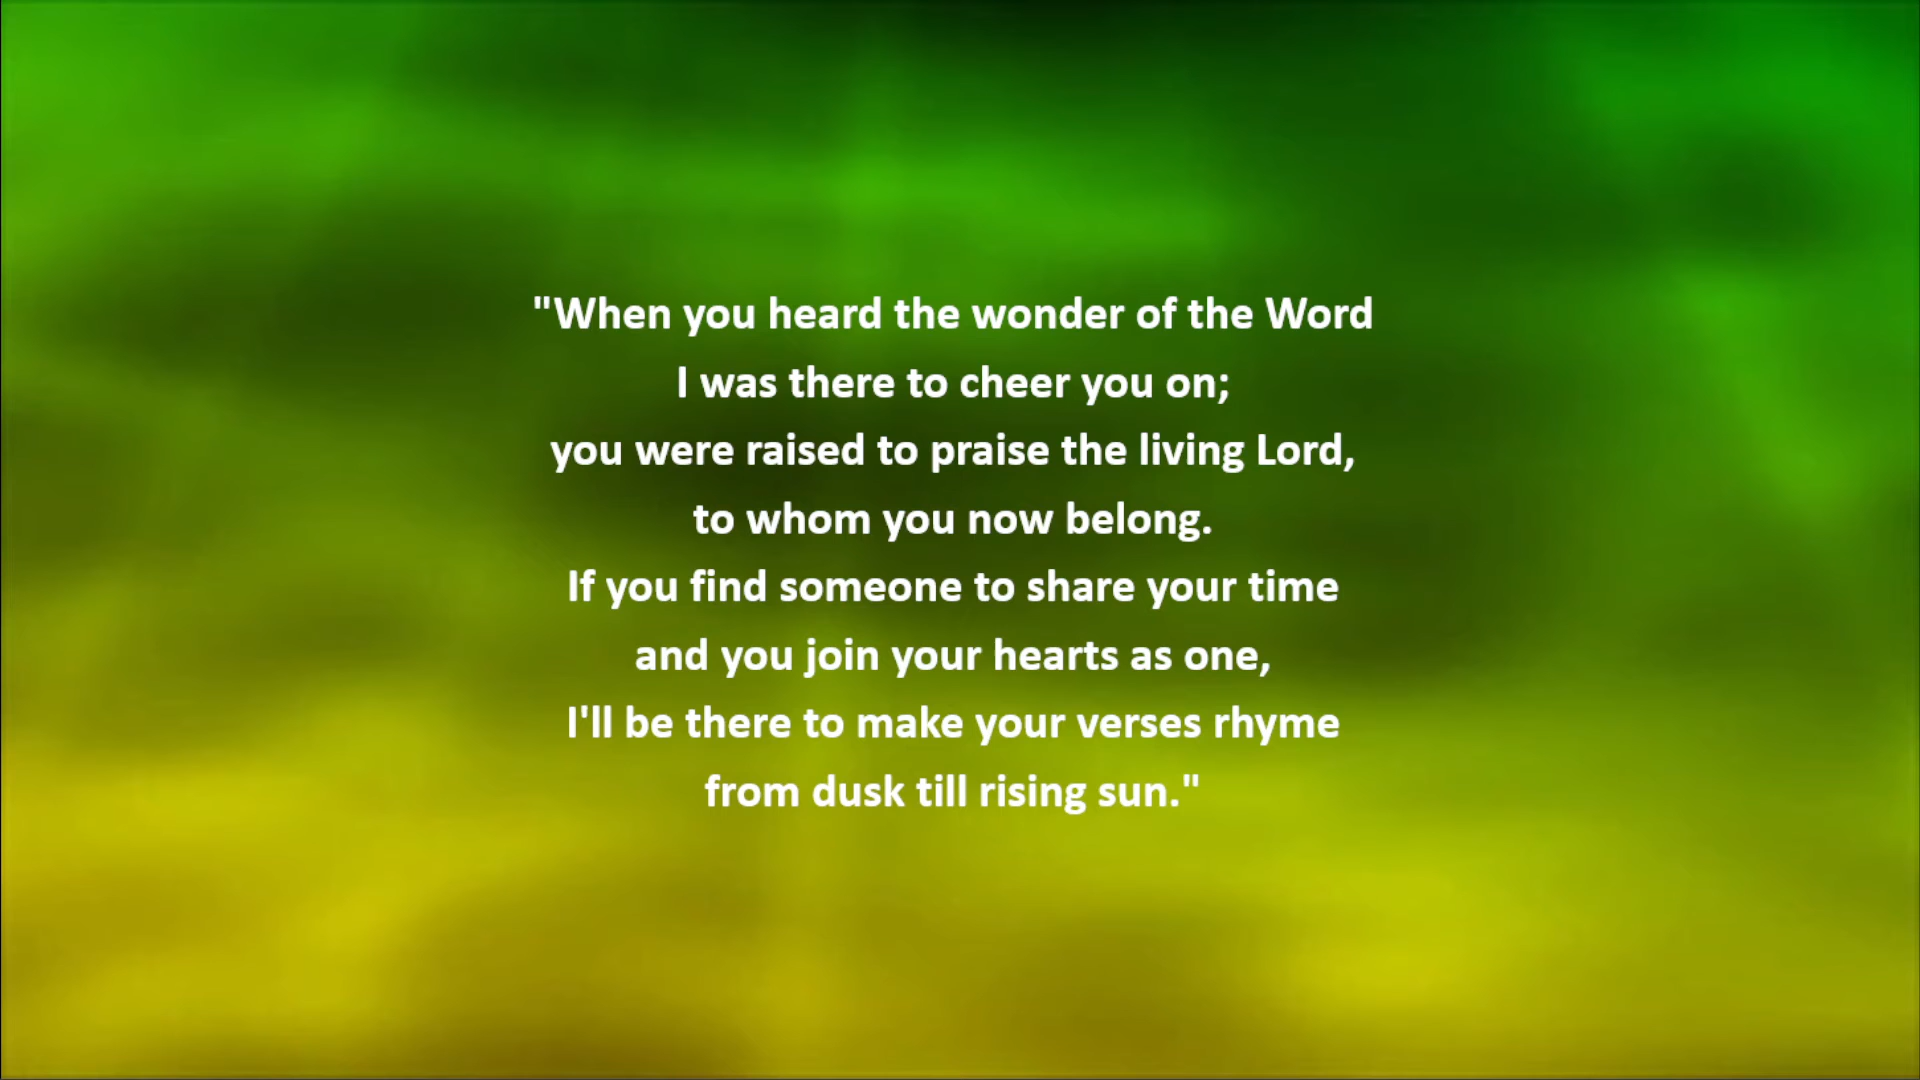 "When you heard the wonder of the Word
I was there to cheer you on;
you were raised to praise the living Lord,
to whom you now belong.
If you find someone to share your time
and you join your hearts as one,
I'll be there to make your verses rhyme
from dusk till rising sun."